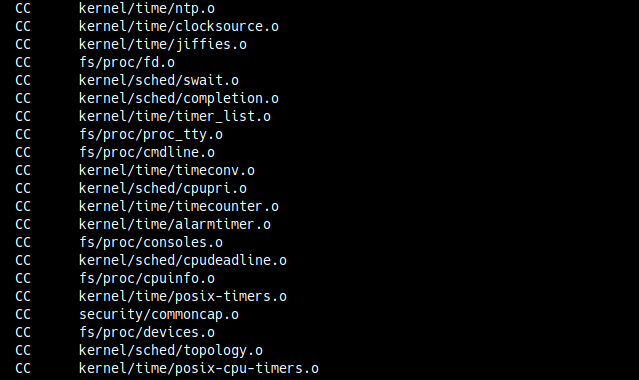 CC      kernel/time/ntp.o
CC      kernel/time/clocksource.o
CC      kernel/time/jiffies.o
CC      fs/proc/fd.o
CC      kernel/sched/swait.o
CC      kernel/sched/completion.o
CC      kernel/time/timer_list.o
CC      fs/proc/proc_tty.o
CC      fs/proc/cmdline.o
CC      kernel/time/timeconv.o
CC      kernel/sched/cpupri.o
CC      kernel/time/timecounter.o
CC      kernel/time/alarmtimer.o
CC      fs/proc/consoles.o
CC      kernel/sched/cpudeadline.o
CC      fs/proc/cpuinfo.o
CC      kernel/time/posix-timers.o
CC      security/commoncap.o
CC      fs/proc/devices.o
CC      kernel/sched/topology.o
CC      kernel/time/posix-cpu-timers.o